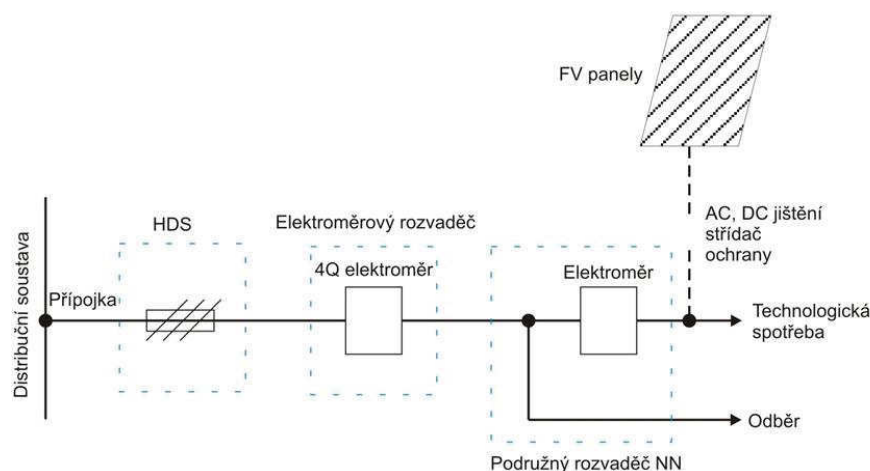 FV panely
HDS
Elektroměrový rozvaděč
AC, DC jištění
střídač
ochrany
4Q elektroměr
Elektroměr
Distribuční soustava
Přípojka
Technologická
spotřeba
Odběr
Podružný rozvaděč NN